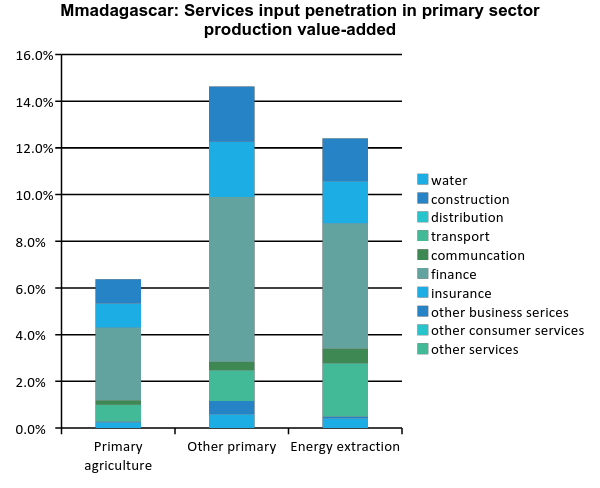 Mmadagascar: Services input penetration in primary sector
production value-added
16.0%
14.0%
12.0%
10.0%
8.0%
6.0%
4.0%
2.0%
0.0%
Primary
agriculture
Other primary
Energy extraction
water
construction
distribution
transport
communcation
finance
insurance
other business serices
other consumer services
other services